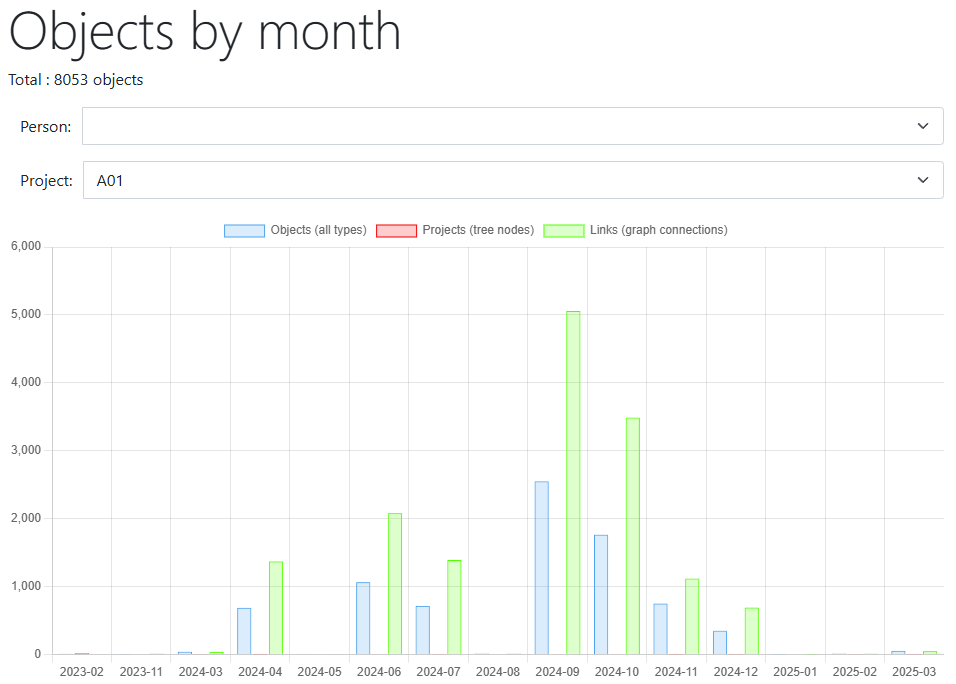 Objects by month
Total : 8053 objects
Person:
Project: A01
Objects (all types) Projects (tree nodes) Links (graph connections)
6,000
5,000
4,000
3,000
2,000
1,000
0
2023-02 2023-11 2024-03 2024-04 2024-05 2024-06 2024-07 2024-08 2024-09 2024-10 2024-11 2024-12 2025-01 2025-02 2025-03